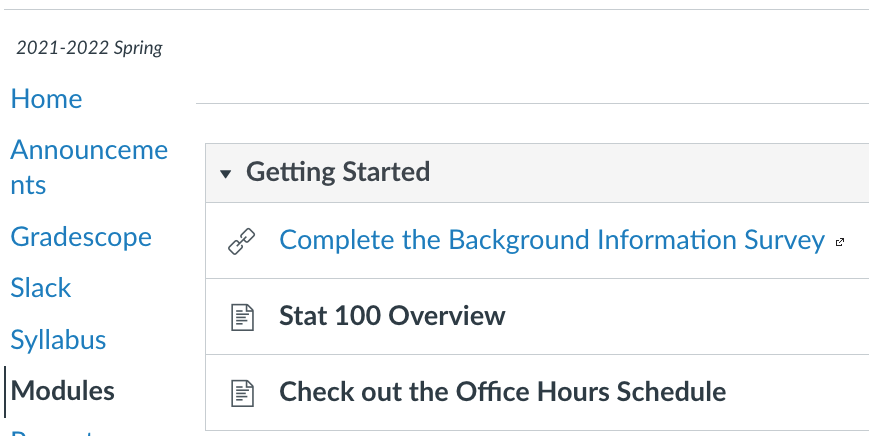 2021-2022 Spring
Home
Announceme
nts
Gradescope
Slack
Syllabus
Modules
Getting Started
Complete the Background Information Survey
Stat 100 Overview
Check out the Office Hours Schedule